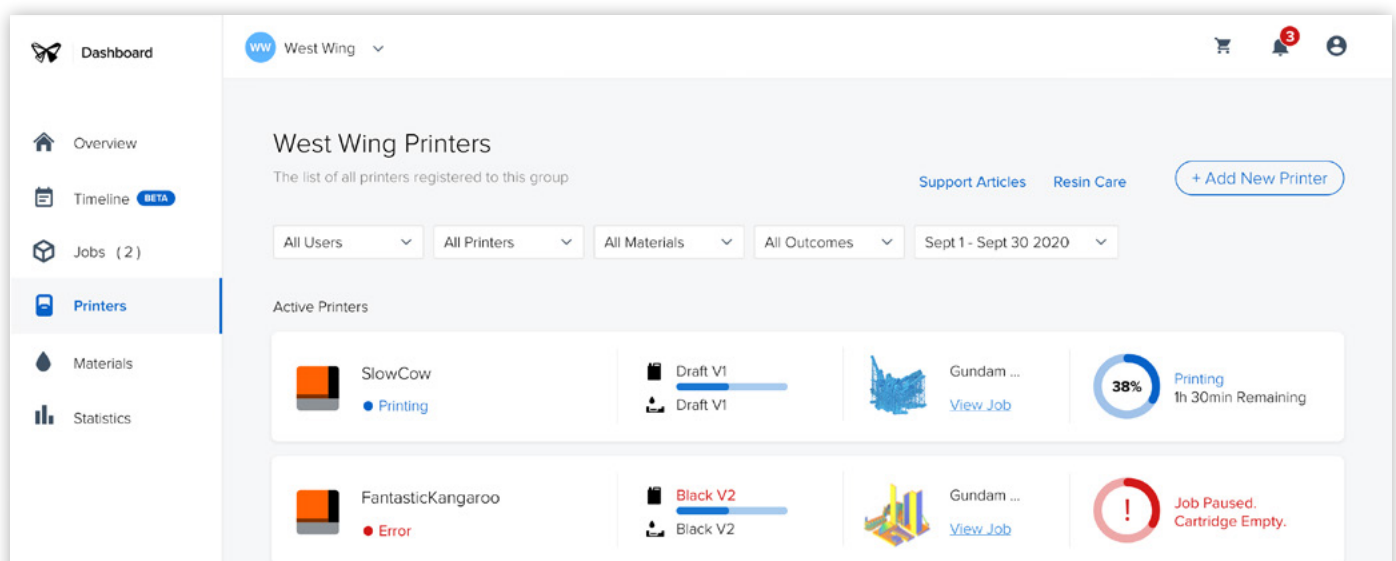 Dashboard
WW West Wing
3
Overview
Timeline BETA
Jobs (2)
Printers
Materials
Statistics
West Wing Printers
The list of all printers registered to this group
Support Articles Resin Care + Add New Printer
All Users All Printers All Materials All Outcomes Sept 1 - Sept 30 2020
Active Printers
SlowCow
Printing
Draft V1
Draft V1
Gundam ...
View Job
38%
Printing
1h 30min Remaining
FantasticKangaroo
Error
Black V2
Black V2
Gundam ...
View Job
!
Job Paused.
Cartridge Empty.